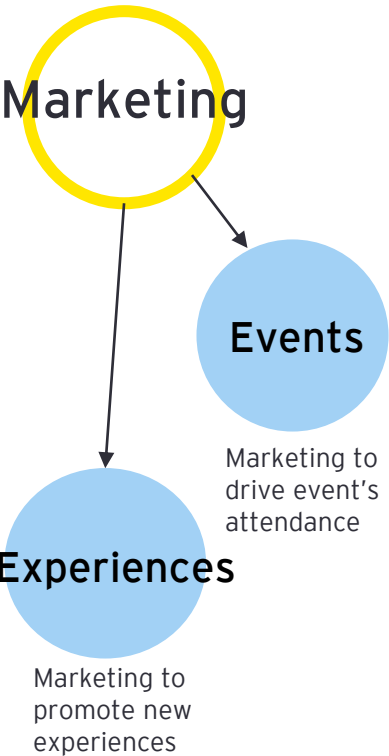 Marketing
Events
Marketing to
drive event's
attendance
Experiences
Marketing to
promote new
experiences